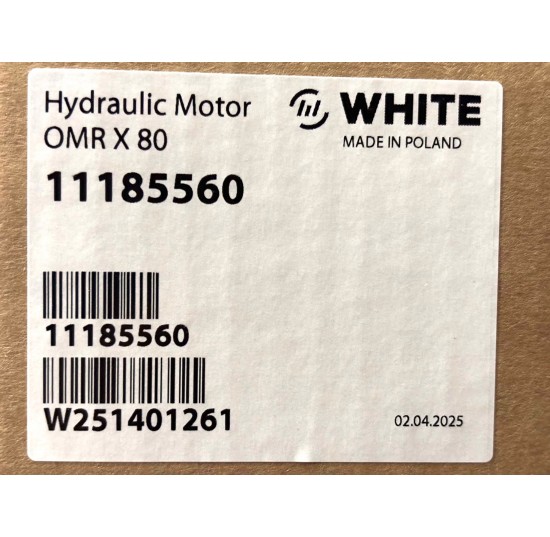 Hydraulic Motor
OMR X 80
WHITE
MADE IN POLAND
11185560
11185560
W251401261
02.04.2025